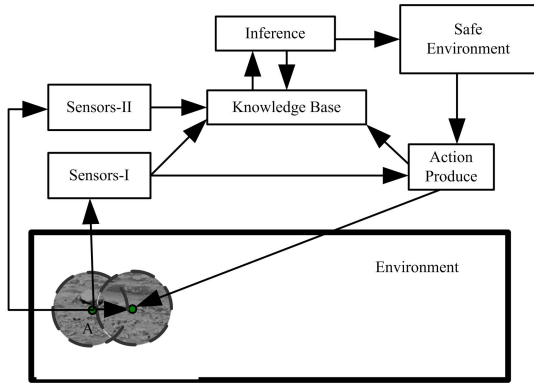 Inference
Safe
Environment
Sensors-II
Knowledge Base
Sensors-I
Action
Produce
Environment
A